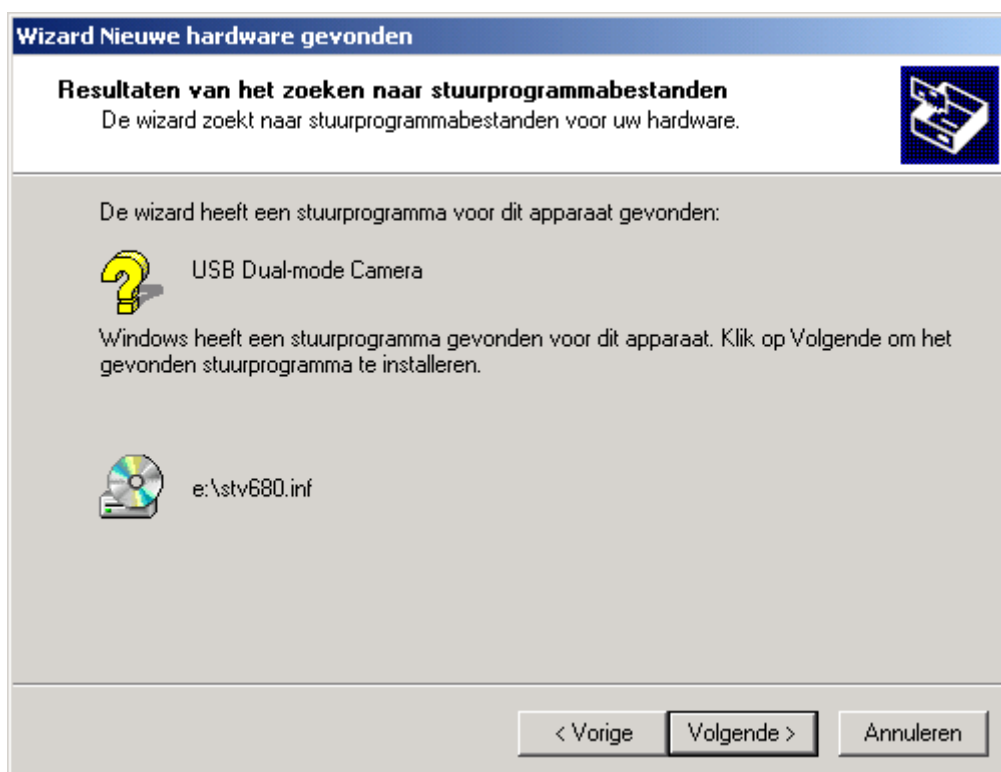 Wizard Nieuwe hardware gevonden
Resultaten van het zoeken naar stuurprogrammabestanden
De wizard zoekt naar stuurprogrammabestanden voor uw hardware.
De wizard heeft een stuurprogramma voor dit apparaat gevonden:
USB Dual-mode Camera
Windows heeft een stuurprogramma gevonden voor dit apparaat. Klik op Volgende om het
gevonden stuurprogramma te installeren.
e:\stv680.inf
< Vorige
Volgende >
Annuleren